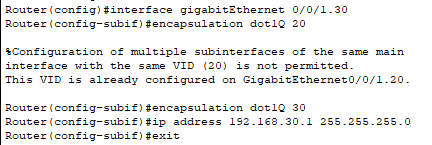 Router(config)#interface gigabitEthernet 0/0/1.30
Router(config-subif)#encapsulation dot1Q 20
%Configuration of multiple subinterfaces of the same main
interface with the same VID (20) is not permitted.
This VID is already configured on GigabitEthernet0/0/1.20.
Router(config-subif)#encapsulation dot1Q 30
Router(config-subif)#ip address 192.168.30.1 255.255.255.0
Router(config-subif)#exit